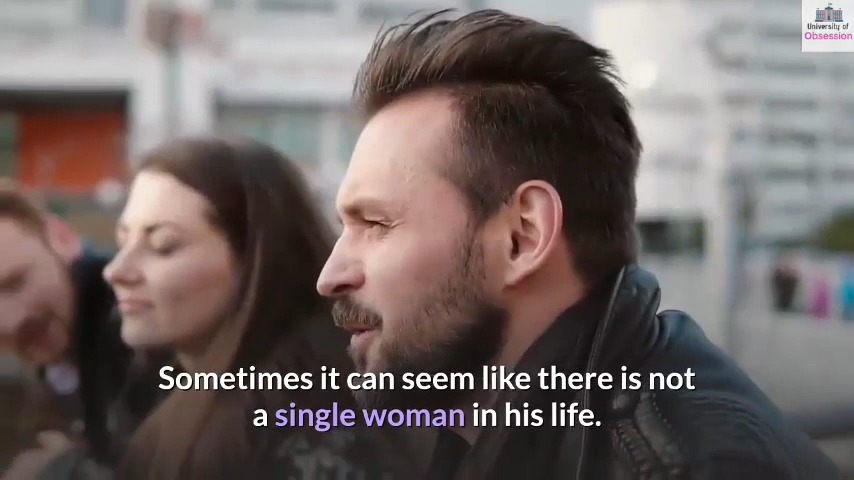 University of
Obsession
Sometimes it can seem like there is not
a single woman in his life.